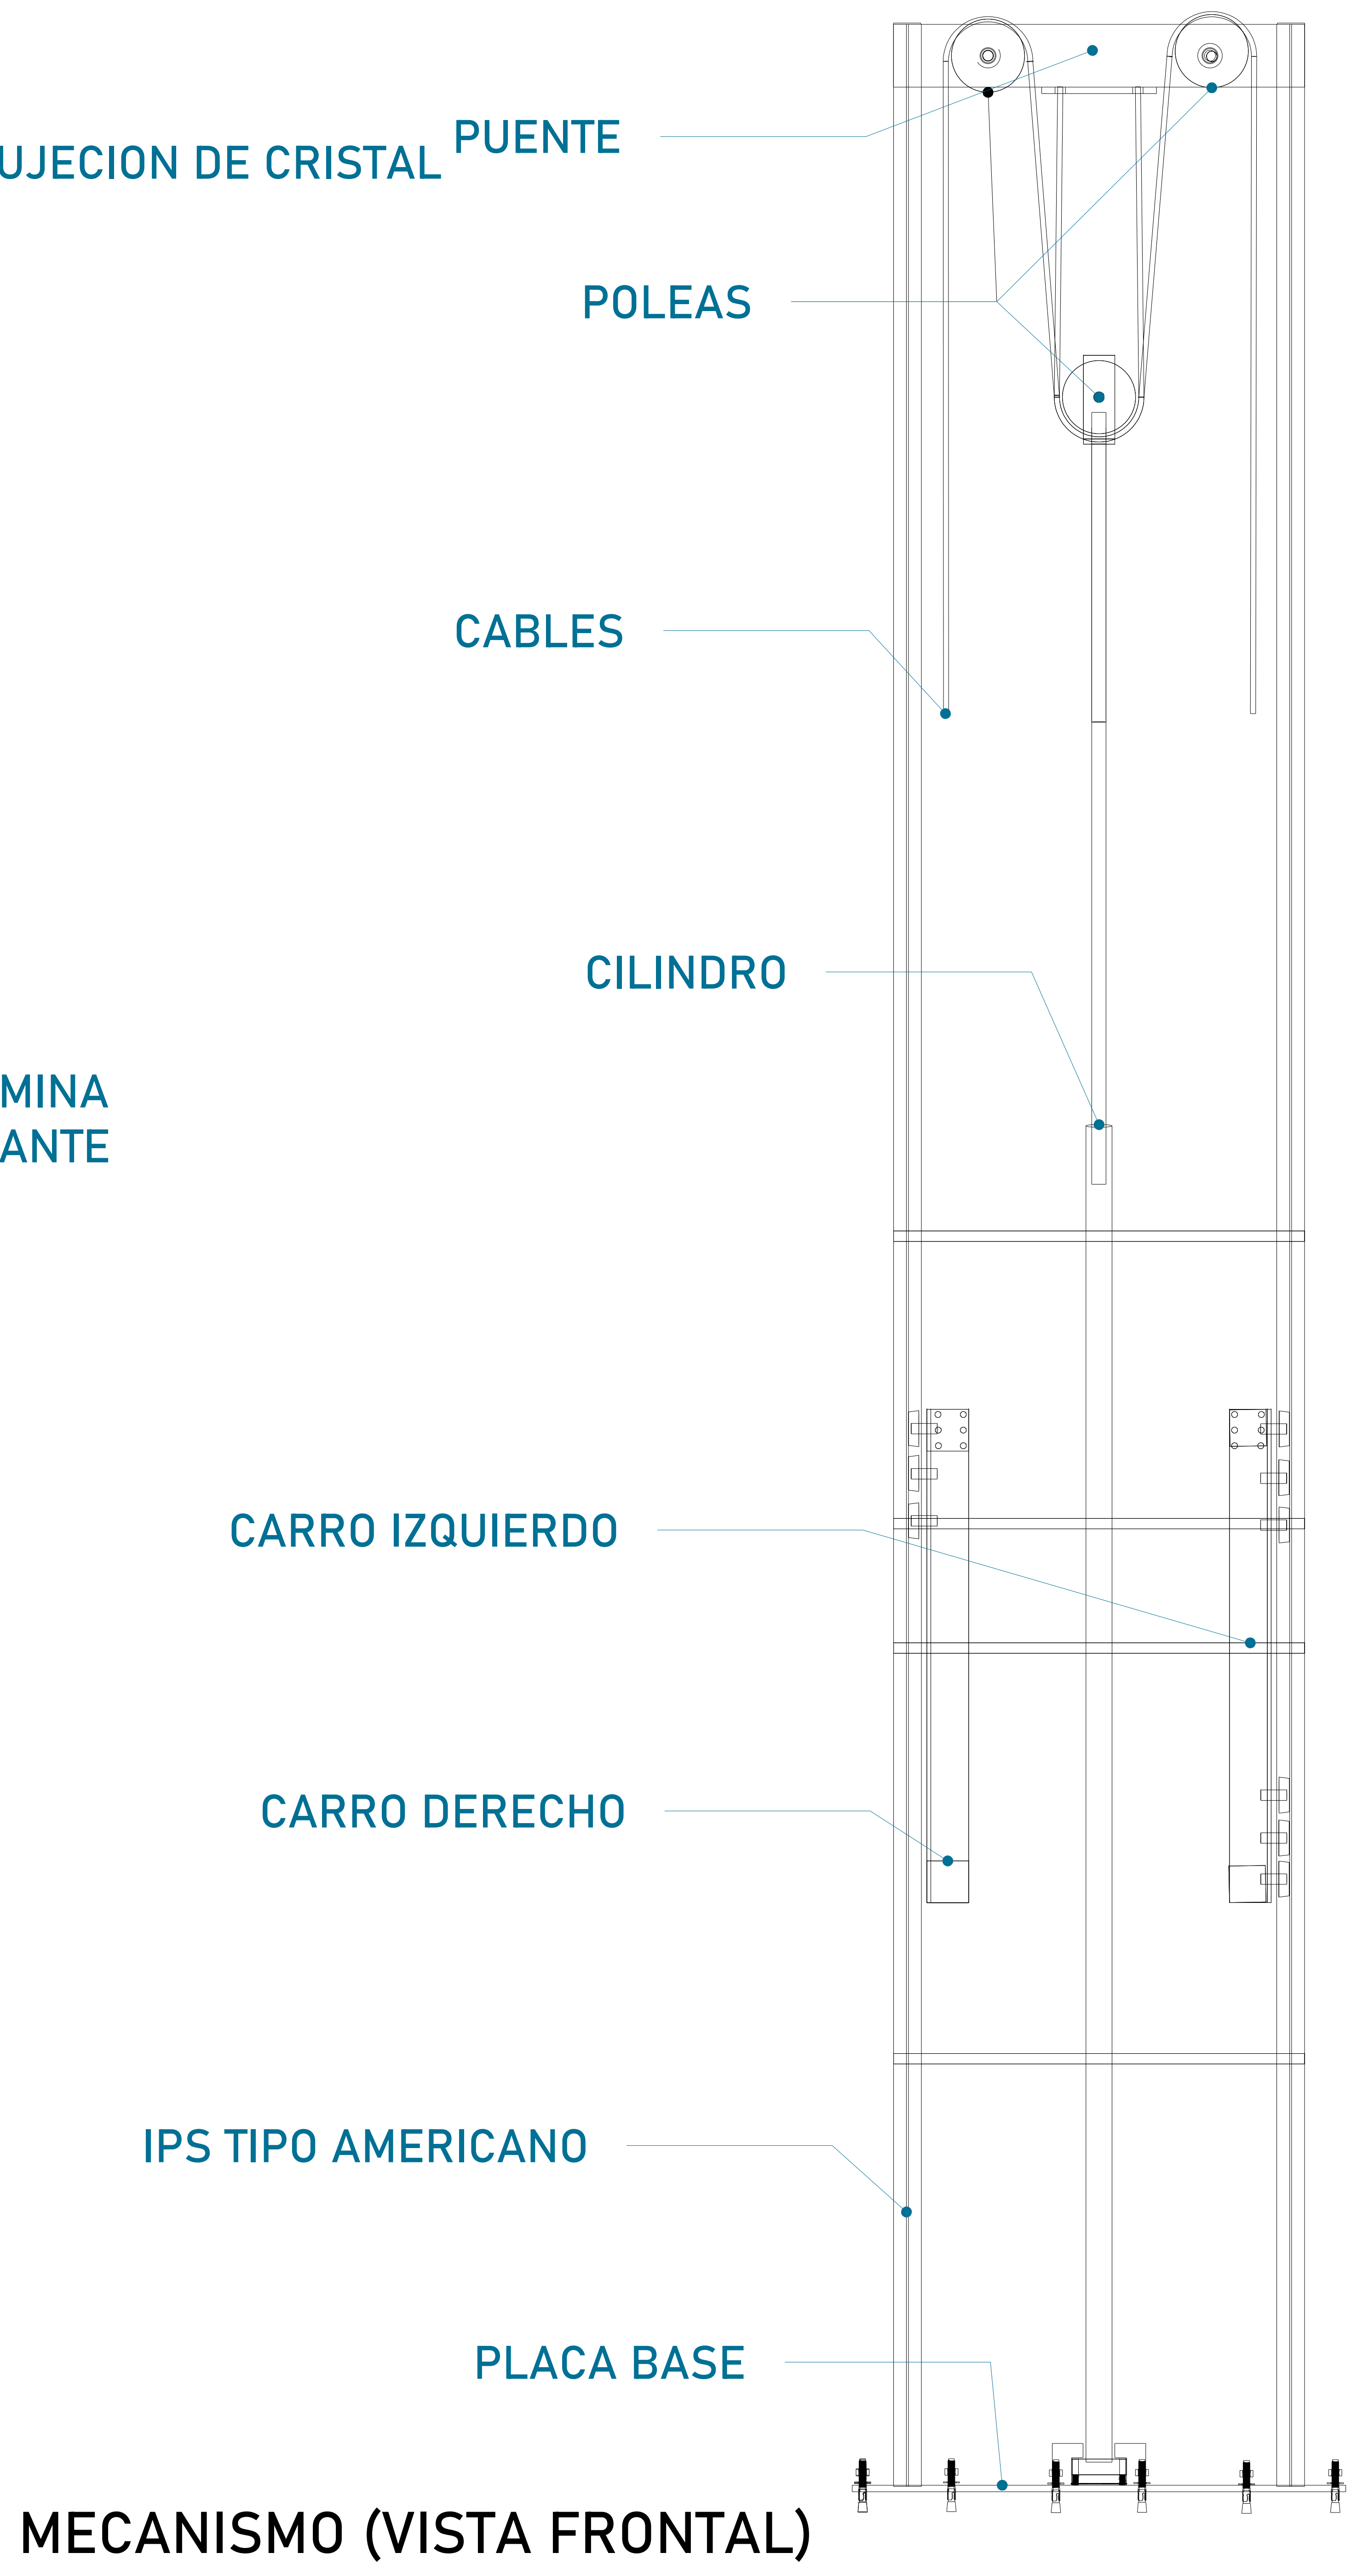 PUENTE
UJECION DE CRISTAL
POLEAS
CABLES
CILINDRO
MINA
ANTE
CARRO IZQUIERDO
CARRO DERECHO
IPS TIPO AMERICANO
PLACA BASE
MECANISMO (VISTA FRONTAL)